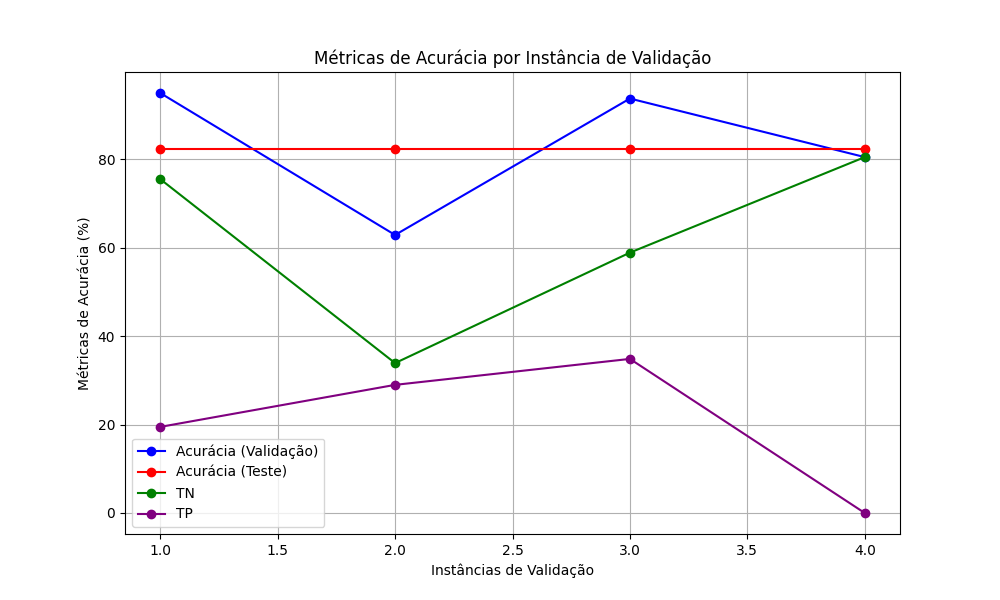 Métricas de Acurácia por Instância de Validação
Métricas de Acurácia (%)
80
60
40
20
0
Acurácia (Validação)
Acurácia (Teste)
TN
TP
1.0 1.5 2.0 2.5 3.0 3.5 4.0
Instâncias de Validação